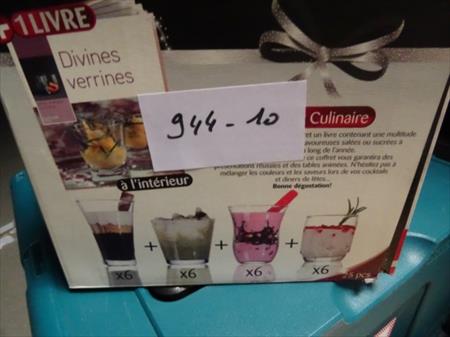 +1 LIVRE
Divines
verrines
944-10
Culinaire
et un livre contenant une multitude
savoureuses salées ou sucrées à
long de l'année.
ce coffret vous garantira des
présentations réussies et des tables animées. N'hésitez pas à
mélanger les couleurs et les saveurs lors de vos cocktails
et diners de fêtes...
Bonne dégustation!
à l'intérieur
+ + +
x6 x6 x6 x6
25 pcs